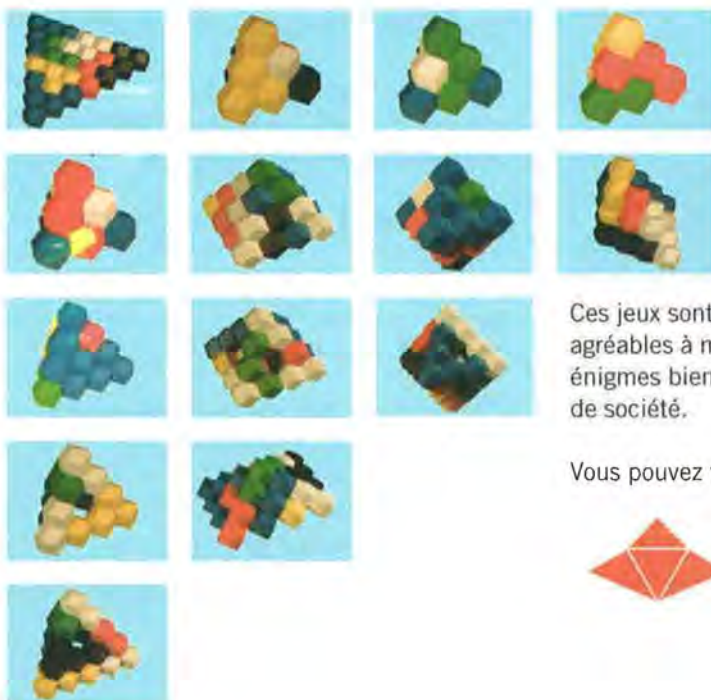 Ces jeux sont
agréables à
énigmes bien
de société.
Vous pouvez